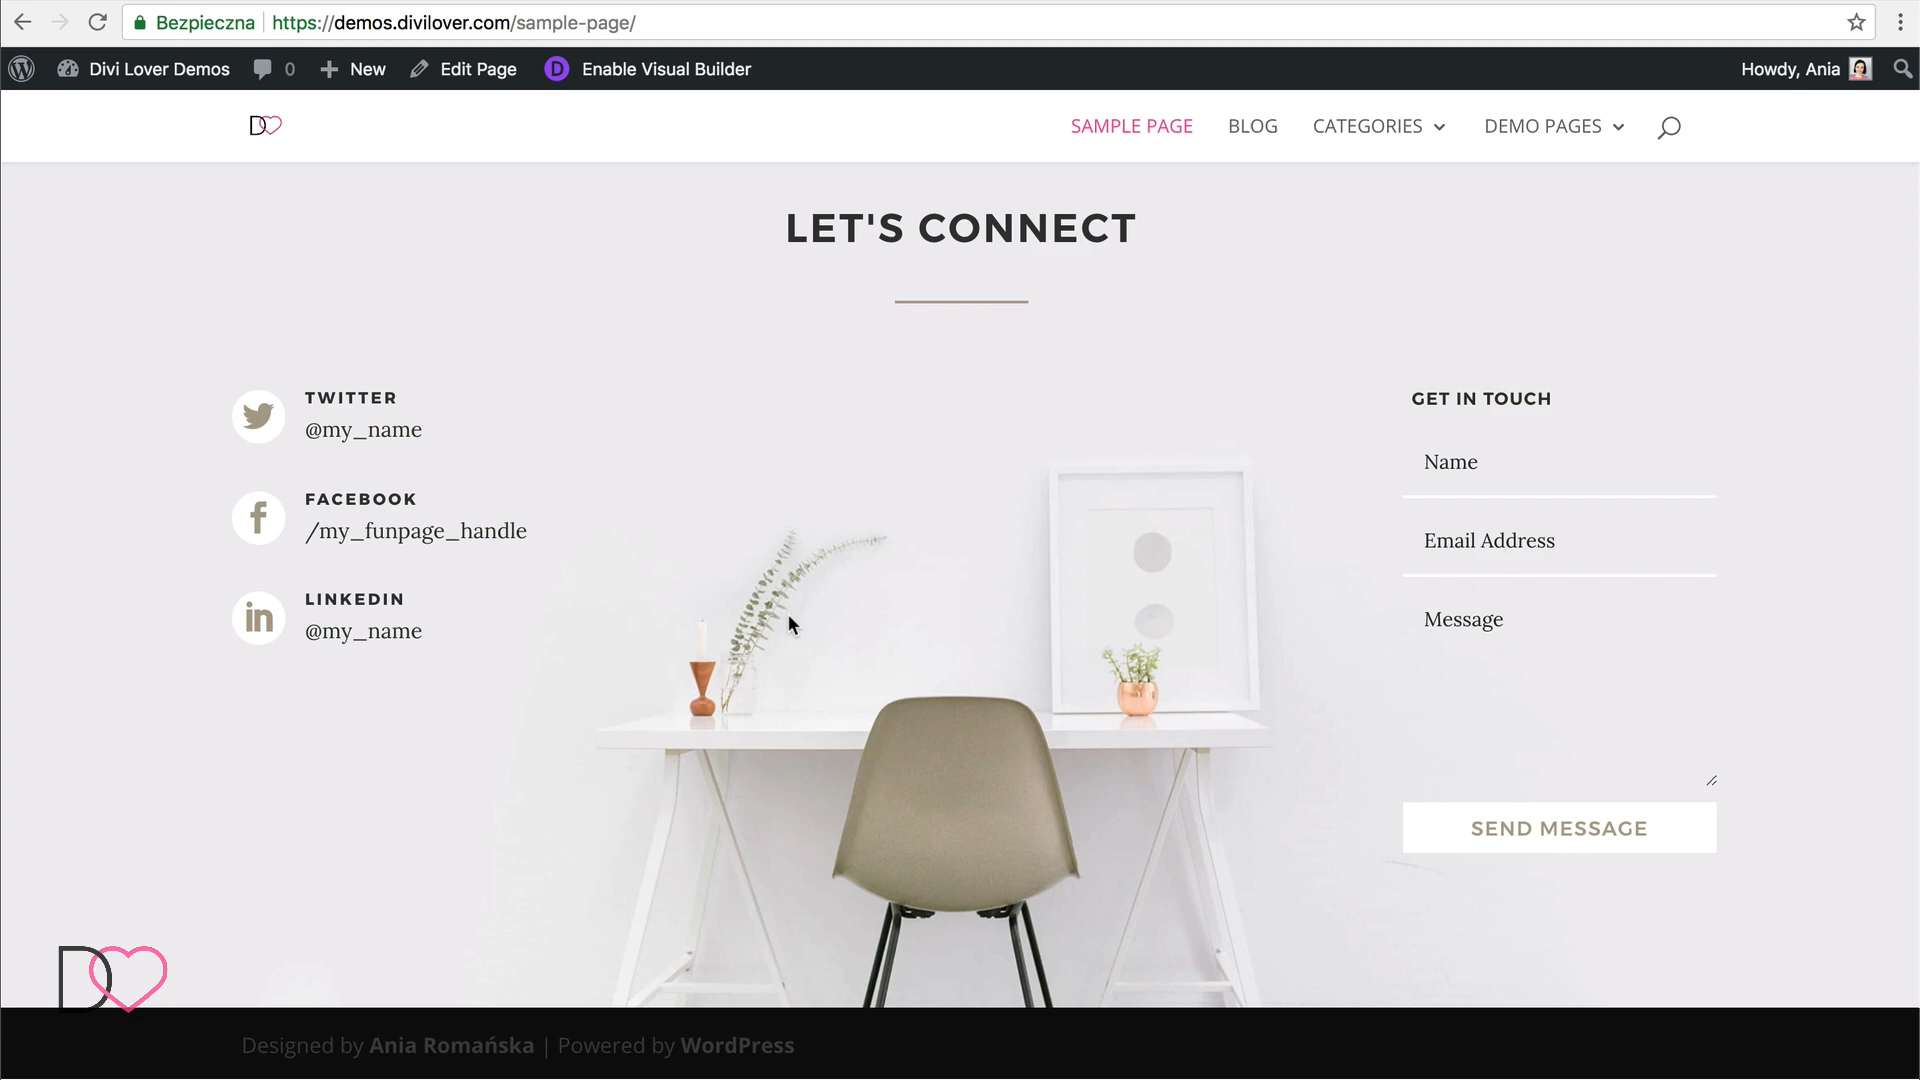 Bezpieczna https://demos.divilover.com/sample-page/
Divi Lover Demos 0 New Edit Page D Enable Visual Builder Howdy, Ania
D SAMPLE PAGE BLOG CATEGORIES DEMO PAGES
LET'S CONNECT
TWITTER
@my_name
FACEBOOK
/my_funpage_handle
LINKEDIN
@my_name
GET IN TOUCH
Name
Email Address
Message
SEND MESSAGE
D
Designed by Ania Romańska | Powered by WordPress